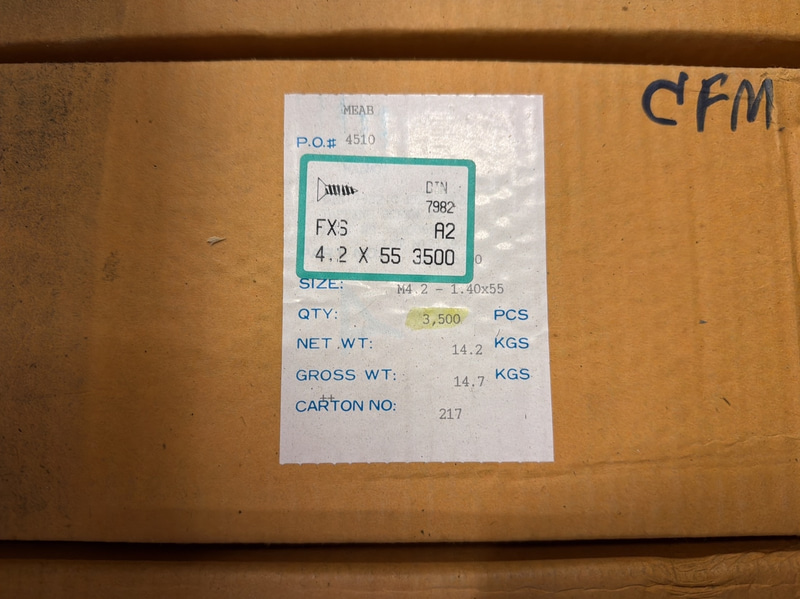 CFM
MEAB
P.O.# 4510
DIN
7982
FXS A2
4.2 X 55 3500
SIZE: M4.2 - 1.40x55
QTY: 3,500 PCS
NET WT: 14.2 KGS
GROSS WT: 14.7 KGS
++
CARTON NO: 217